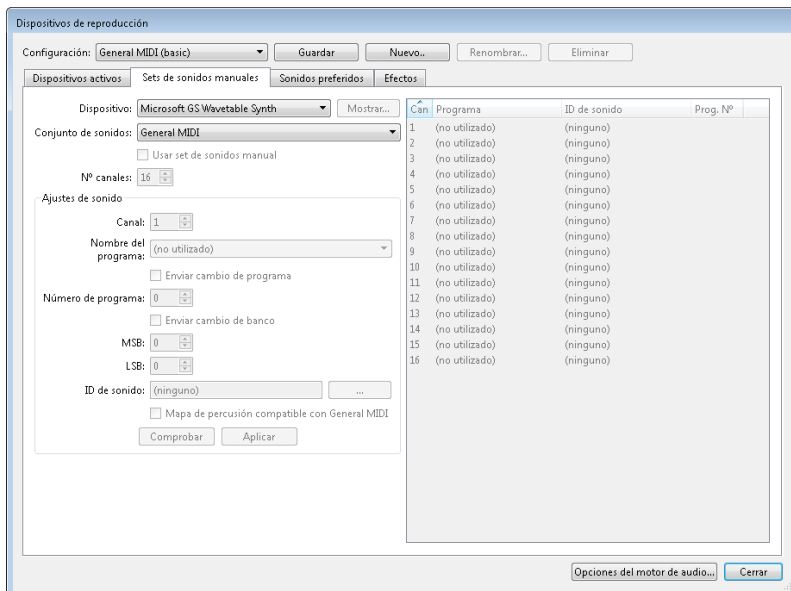 Dispositivos de reproducción
Configuración: General MIDI (basic) Guardar Nuevo.. Renombrar... Eliminar
Dispositivos activos Sets de sonidos manuales Sonidos preferidos Efectos
Dispositivo: Microsoft GS Wavetable Synth Mostrar...
Conjunto de sonidos: General MIDI
Usar set de sonidos manual
Nº canales: 16
Ajustes de sonido
Canal: 1
Nombre del programa: (no utilizado)
Enviar cambio de programa
Número de programa: 0
Enviar cambio de banco
MSB: 0
LSB: 0
ID de sonido: (ninguno) ...
Mapa de percusión compatible con General MIDI
Comprobar Aplicar
Can Programa ID de sonido Prog. Nº
1 (no utilizado) (ninguno)
2 (no utilizado) (ninguno)
3 (no utilizado) (ninguno)
4 (no utilizado) (ninguno)
5 (no utilizado) (ninguno)
6 (no utilizado) (ninguno)
7 (no utilizado) (ninguno)
8 (no utilizado) (ninguno)
9 (no utilizado) (ninguno)
10 (no utilizado) (ninguno)
11 (no utilizado) (ninguno)
12 (no utilizado) (ninguno)
13 (no utilizado) (ninguno)
14 (no utilizado) (ninguno)
15 (no utilizado) (ninguno)
16 (no utilizado) (ninguno)
Opciones del motor de audio... Cerrar